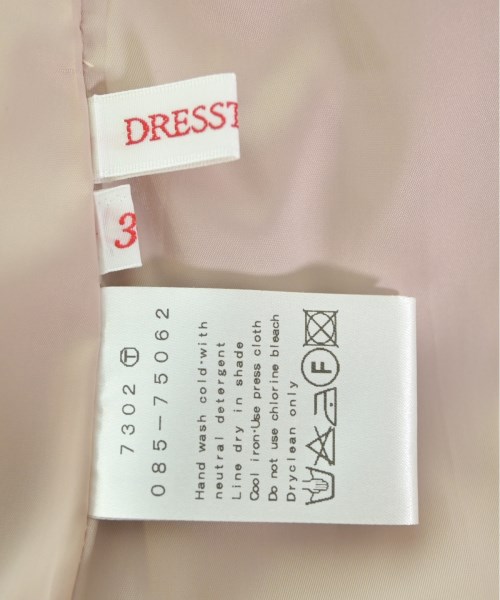 DRESST
3
7302 Ⓣ
085-75062
Hand wash cold·with
neutral detergent
Line dry in shade
Cool iron·Use press cloth
Do not use chlorine bleach
Dryclean only
F